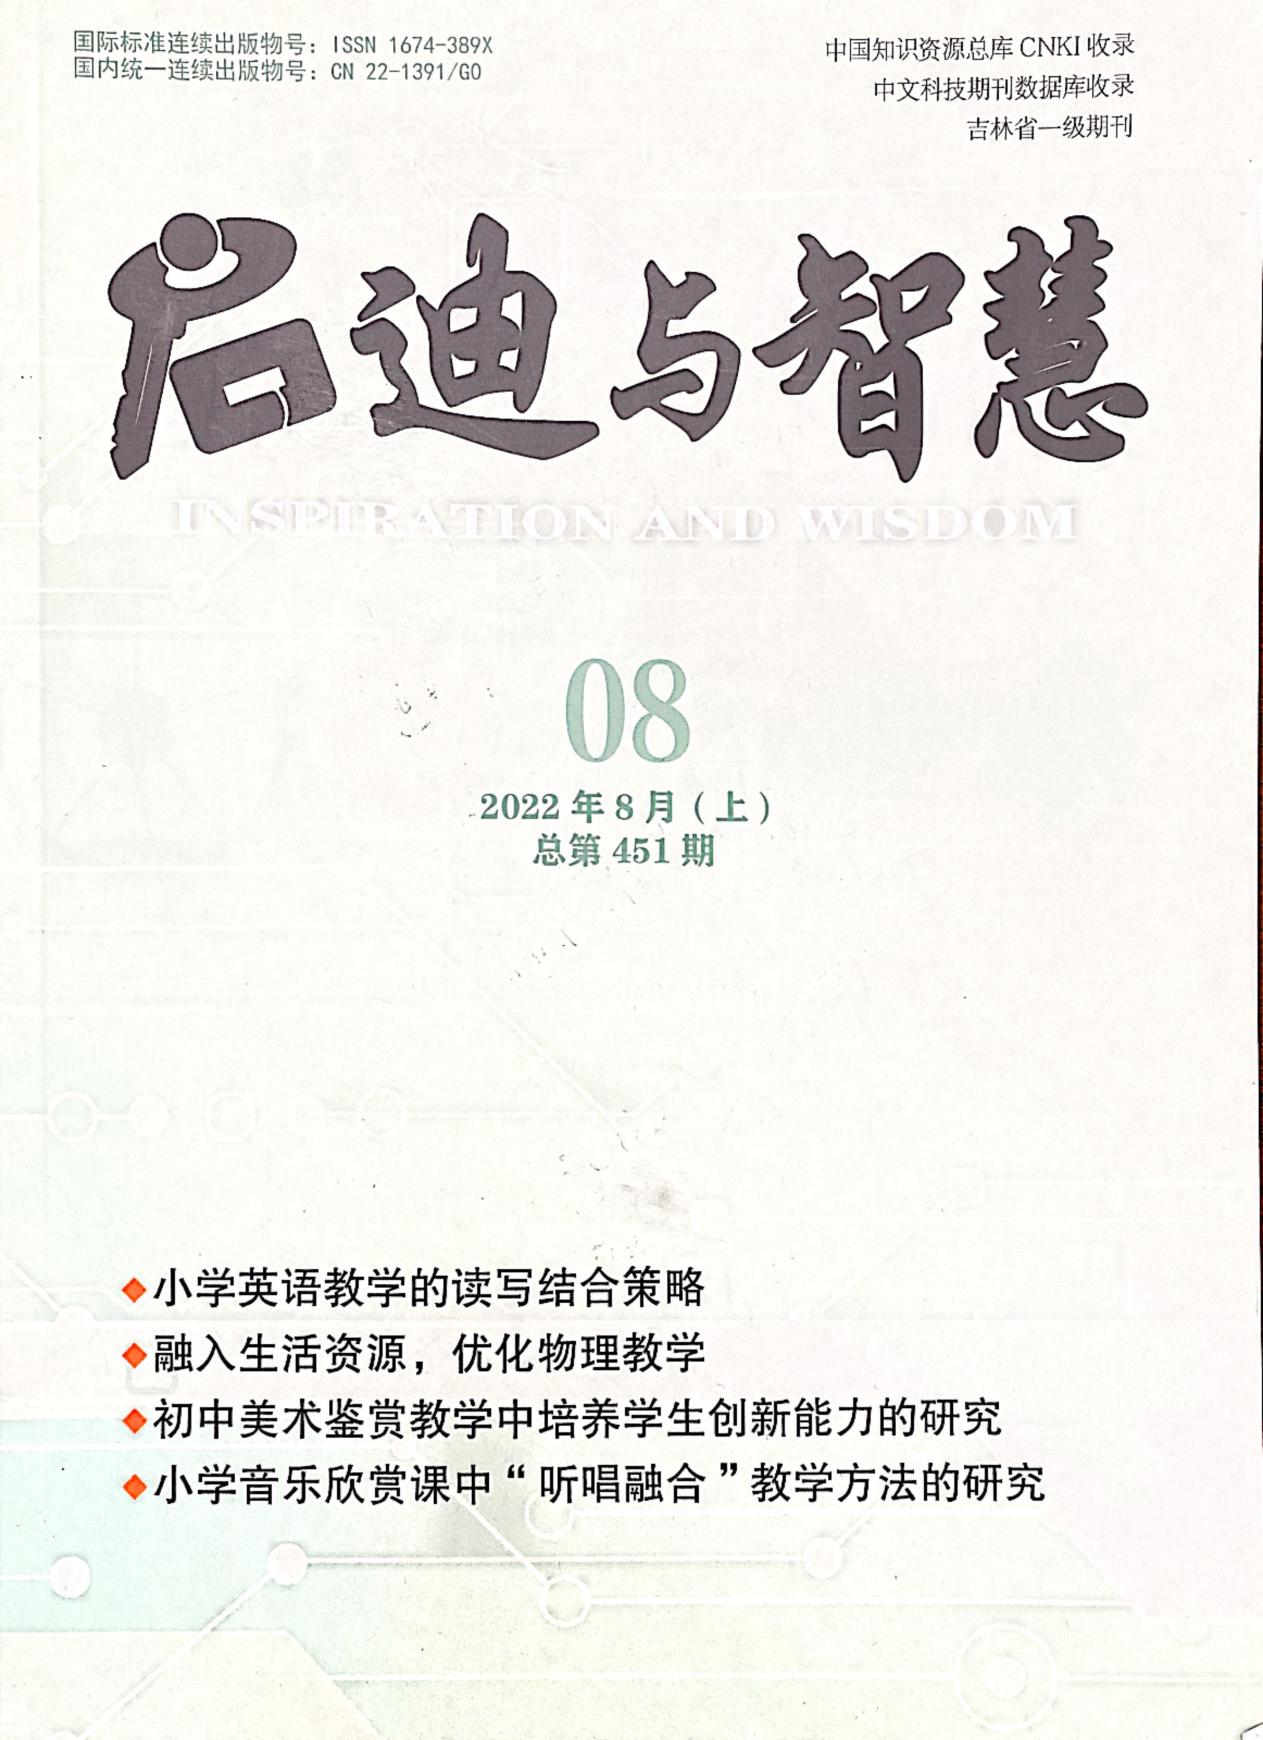 国际标准连续出版物号：ISSN 1674-389X
国内统一连续出版物号：CN 22-1391/G0
中国知识资源总库 CNKI 收录
中文科技期刊数据库收录
吉林省一级期刊
启迪与智慧
INSPIRATION AND WISDOM
08
2022 年 8 月（上）
总第 451 期
◆小学英语教学的读写结合策略
◆融入生活资源，优化物理教学
◆初中美术鉴赏教学中培养学生创新能力的研究
◆小学音乐欣赏课中“听唱融合”教学方法的研究